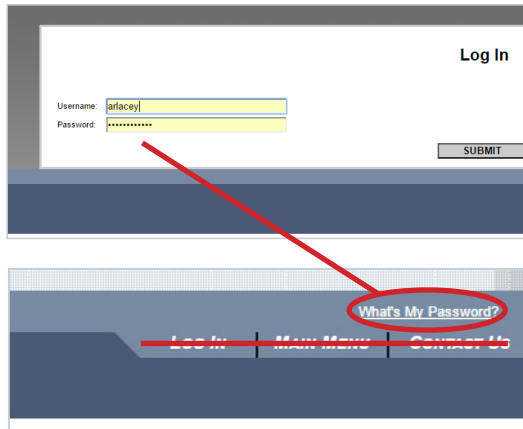 Log In
Username: arlacey
Password: ••••••••••••
SUBMIT
What's My Password?
LOG IN MAIN MENU CONTACT US